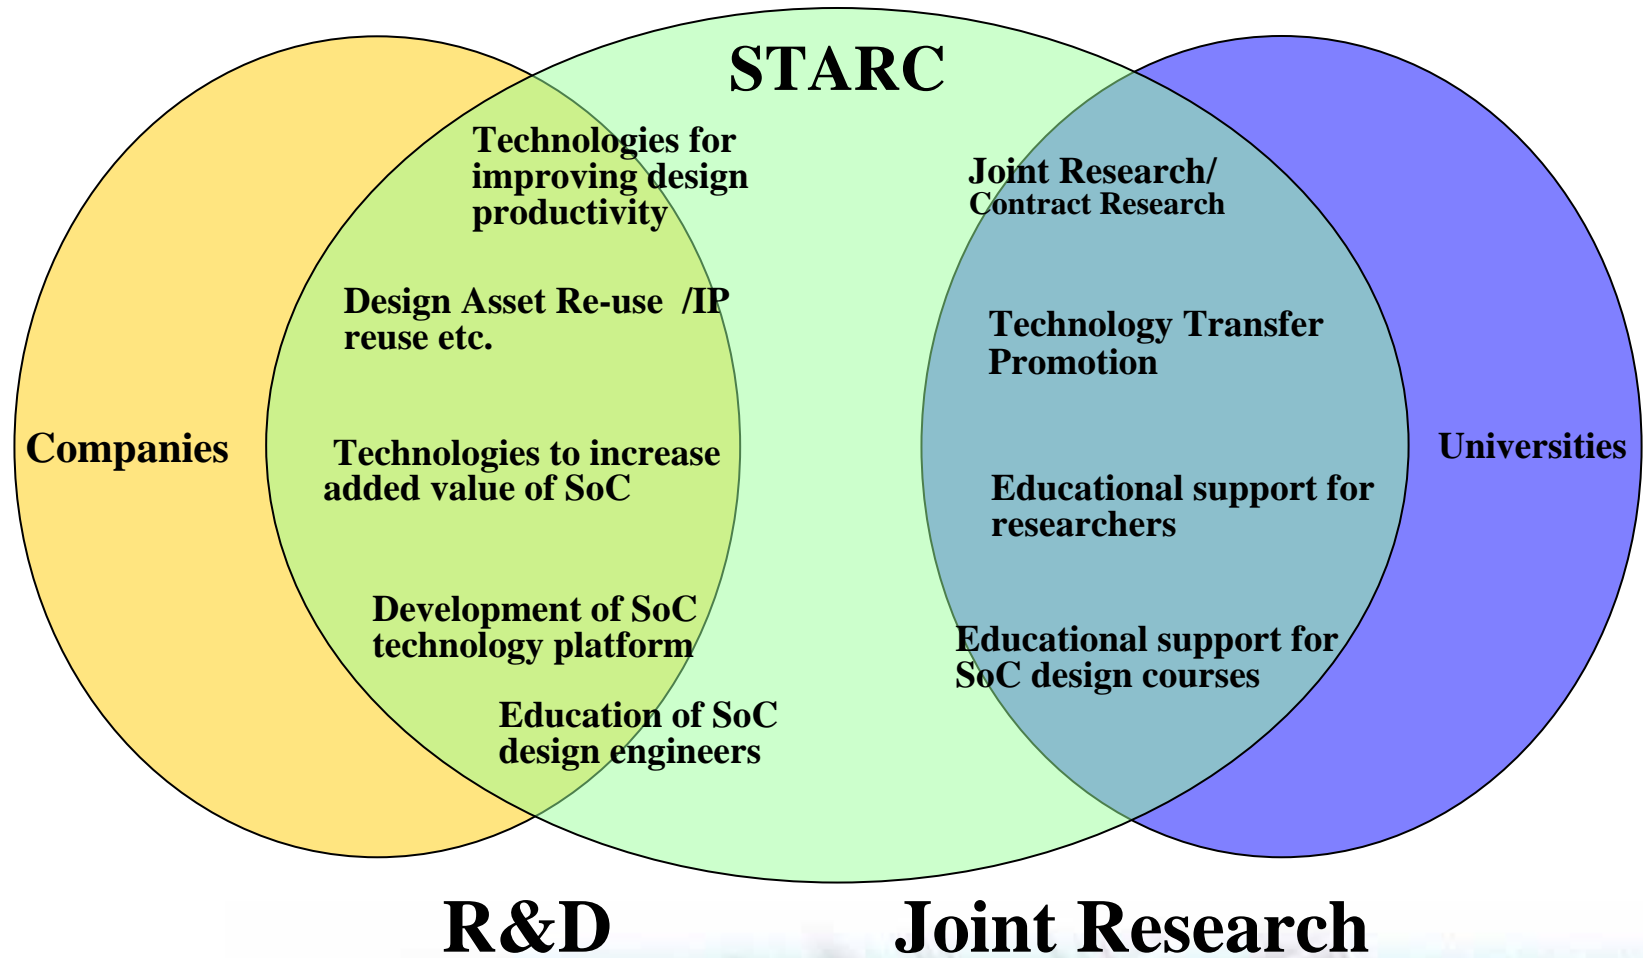 STARC
Technologies for
improving design
productivity
Design Asset Re-use /IP
reuse etc.
Technologies to increase
added value of SoC
Development of SoC
technology platform
Education of SoC
design engineers
Companies
Joint Research/
Contract Research
Technology Transfer
Promotion
Educational support for
researchers
Educational support for
SoC design courses
Universities
R&D
Joint Research